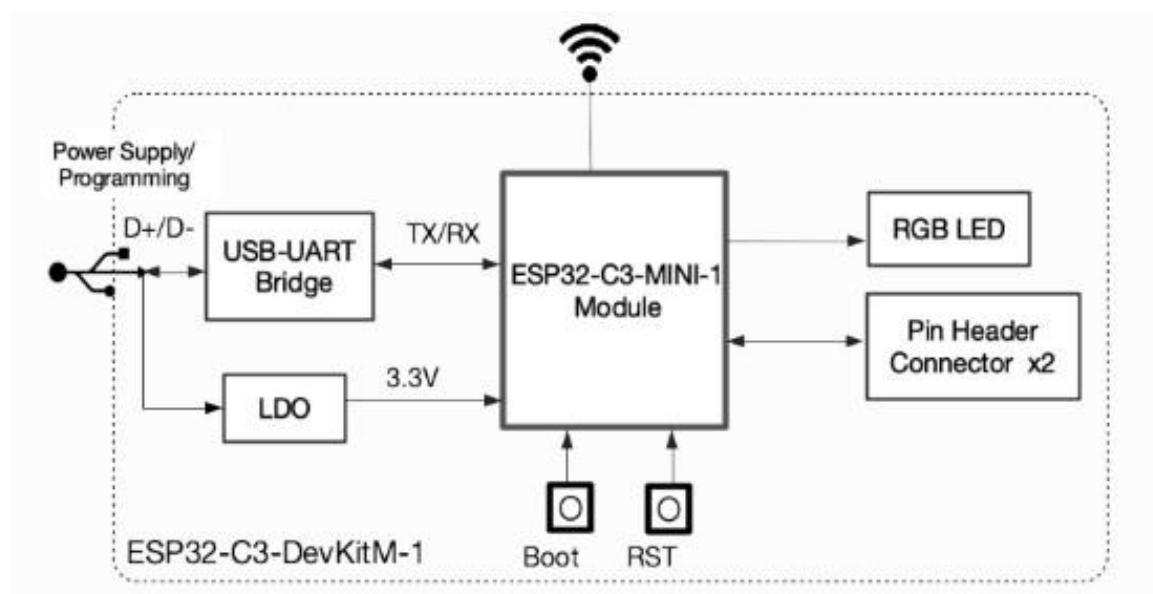 Power Supply/
Programming
D+/D-
USB-UART
Bridge
TX/RX
ESP32-C3-MINI-1
Module
RGB LED
Pin Header
Connector x2
LDO
3.3V
Boot
RST
ESP32-C3-DevKitM-1